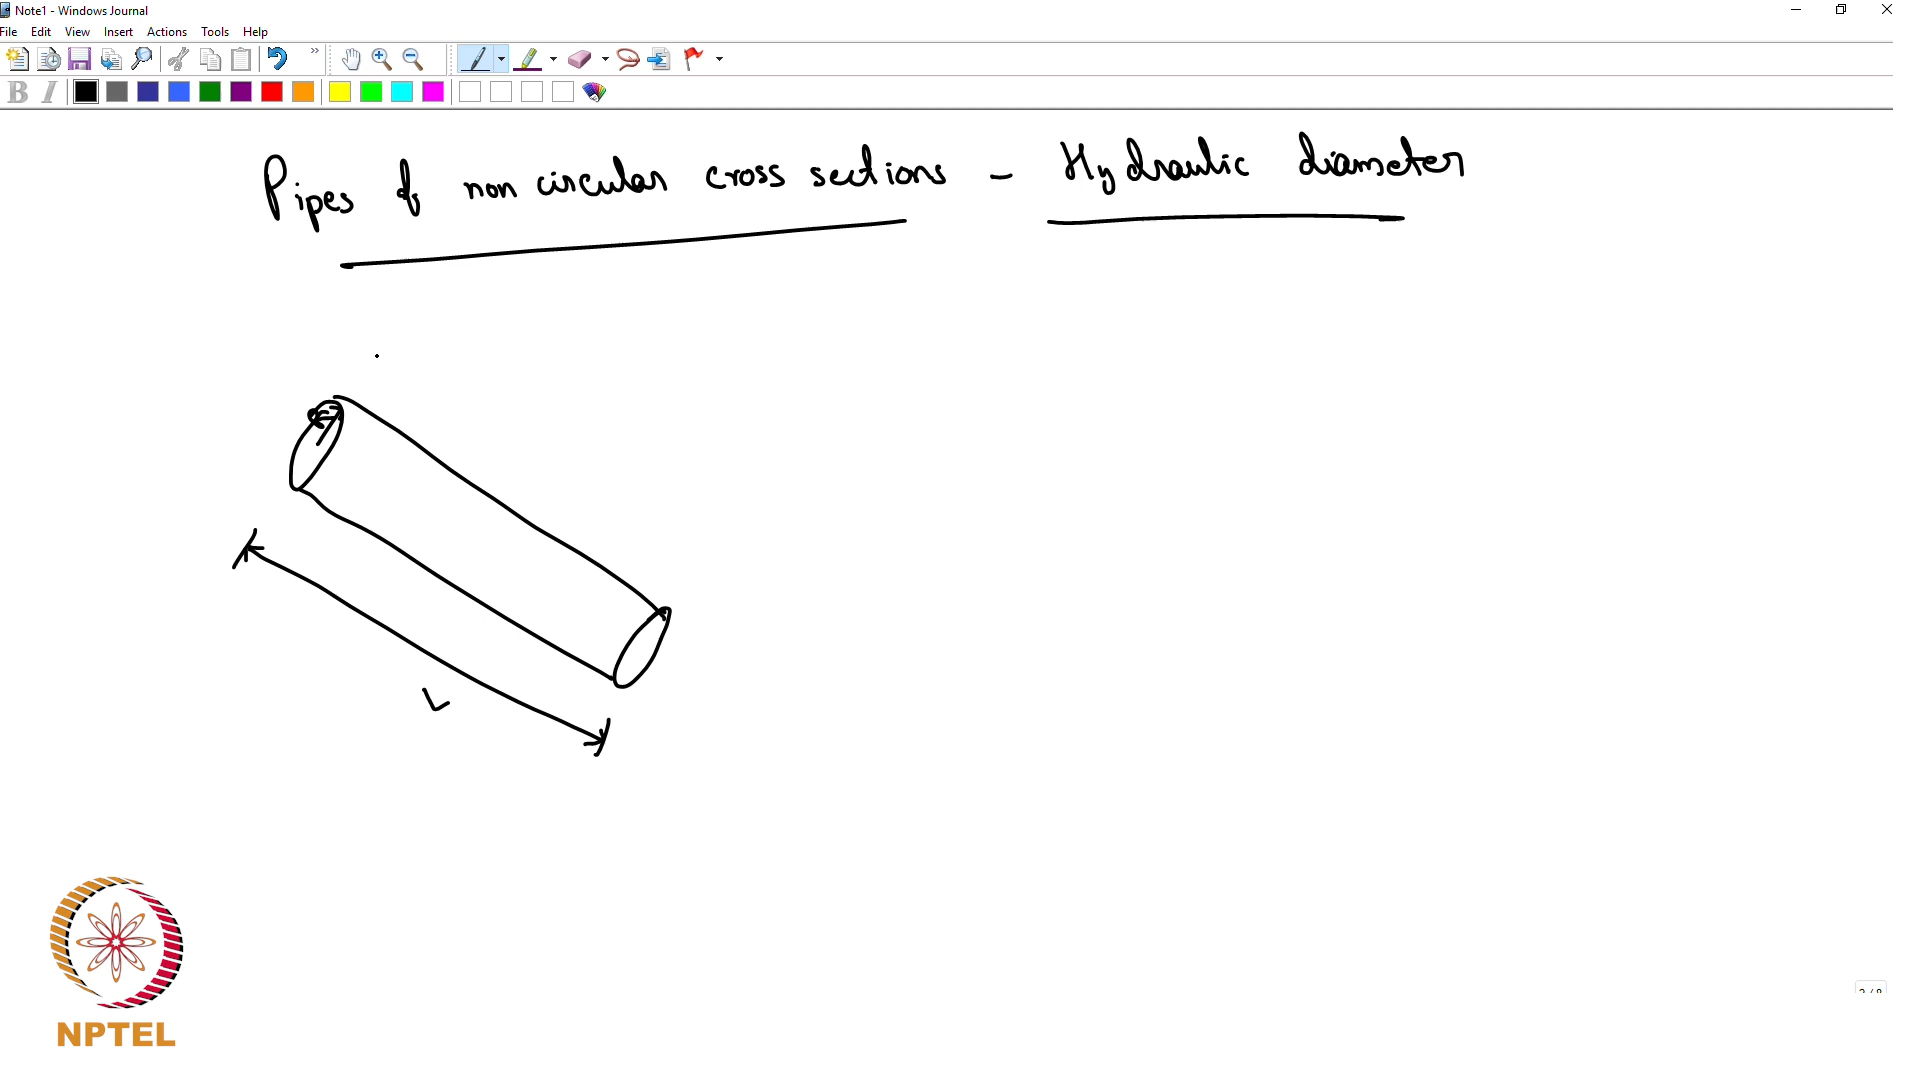 Note1 - Windows Journal
File Edit View Insert Actions Tools Help
B I
Pipes of non circular cross sections - Hydraulic diameter
L
NPTEL